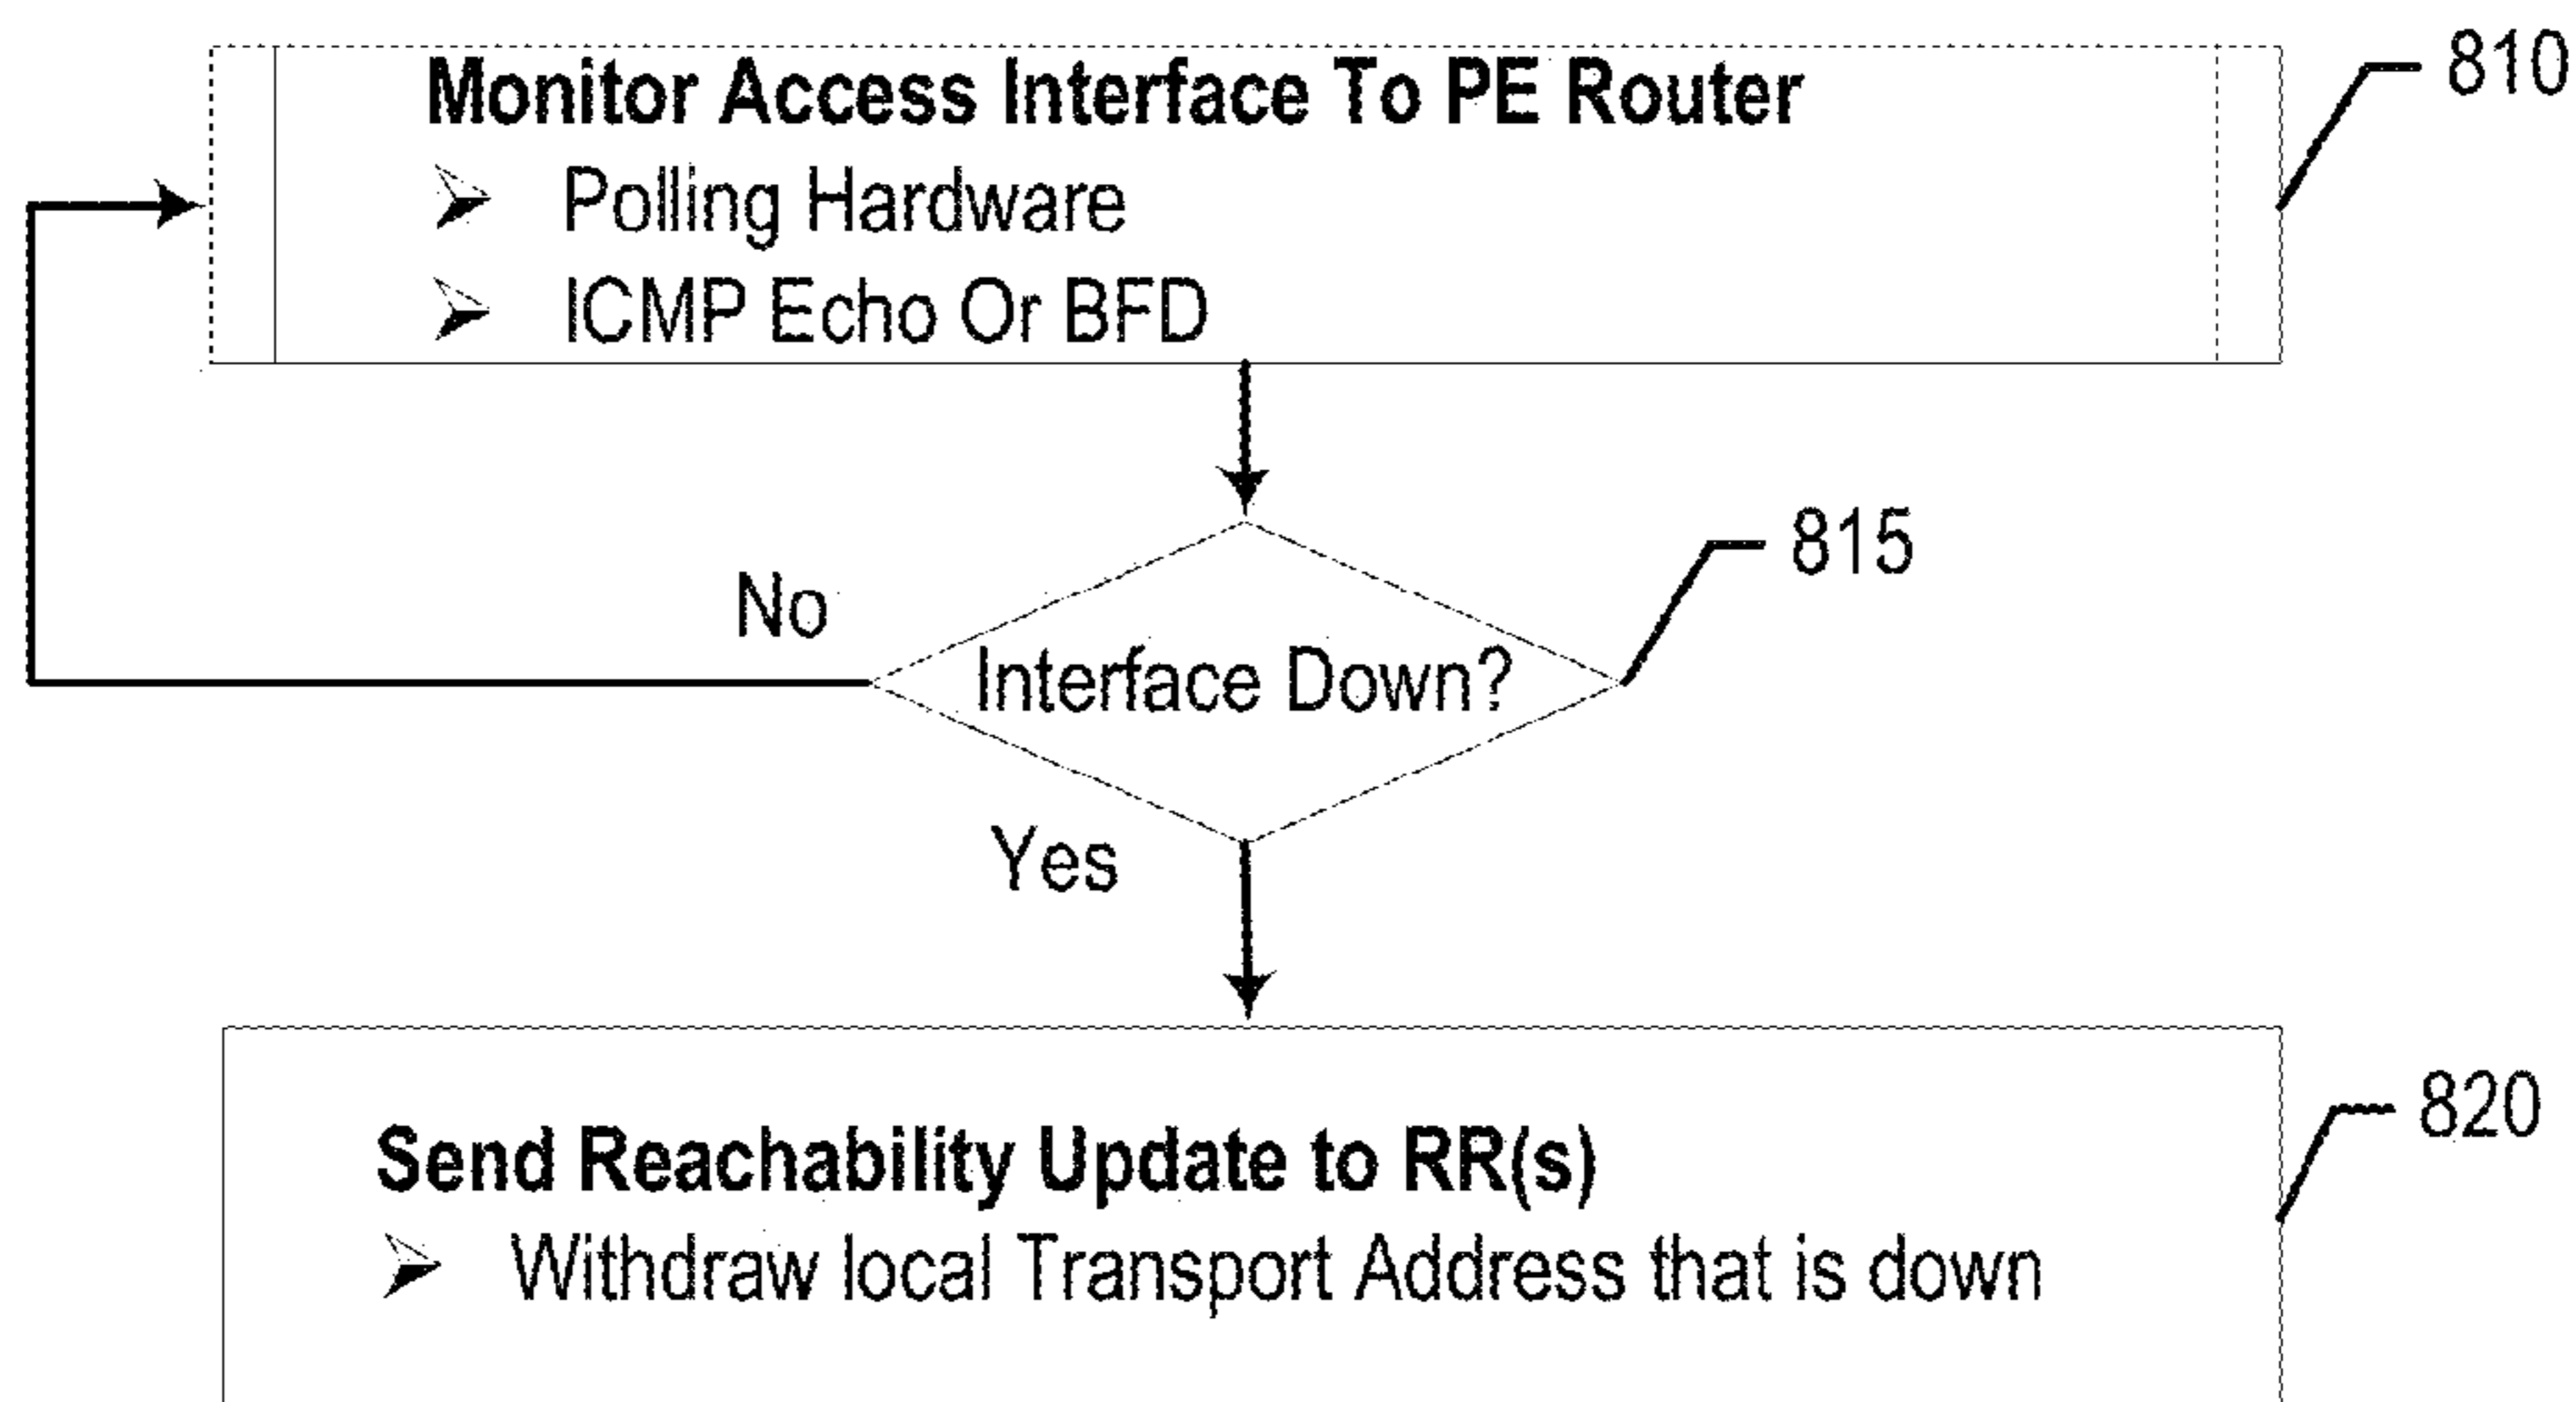 Monitor Access Interface To PE Router
810
➢ Polling Hardware
➢ ICMP Echo Or BFD
815
No
Interface Down?
Yes
820
Send Reachability Update to RR(s)
➢ Withdraw local Transport Address that is down